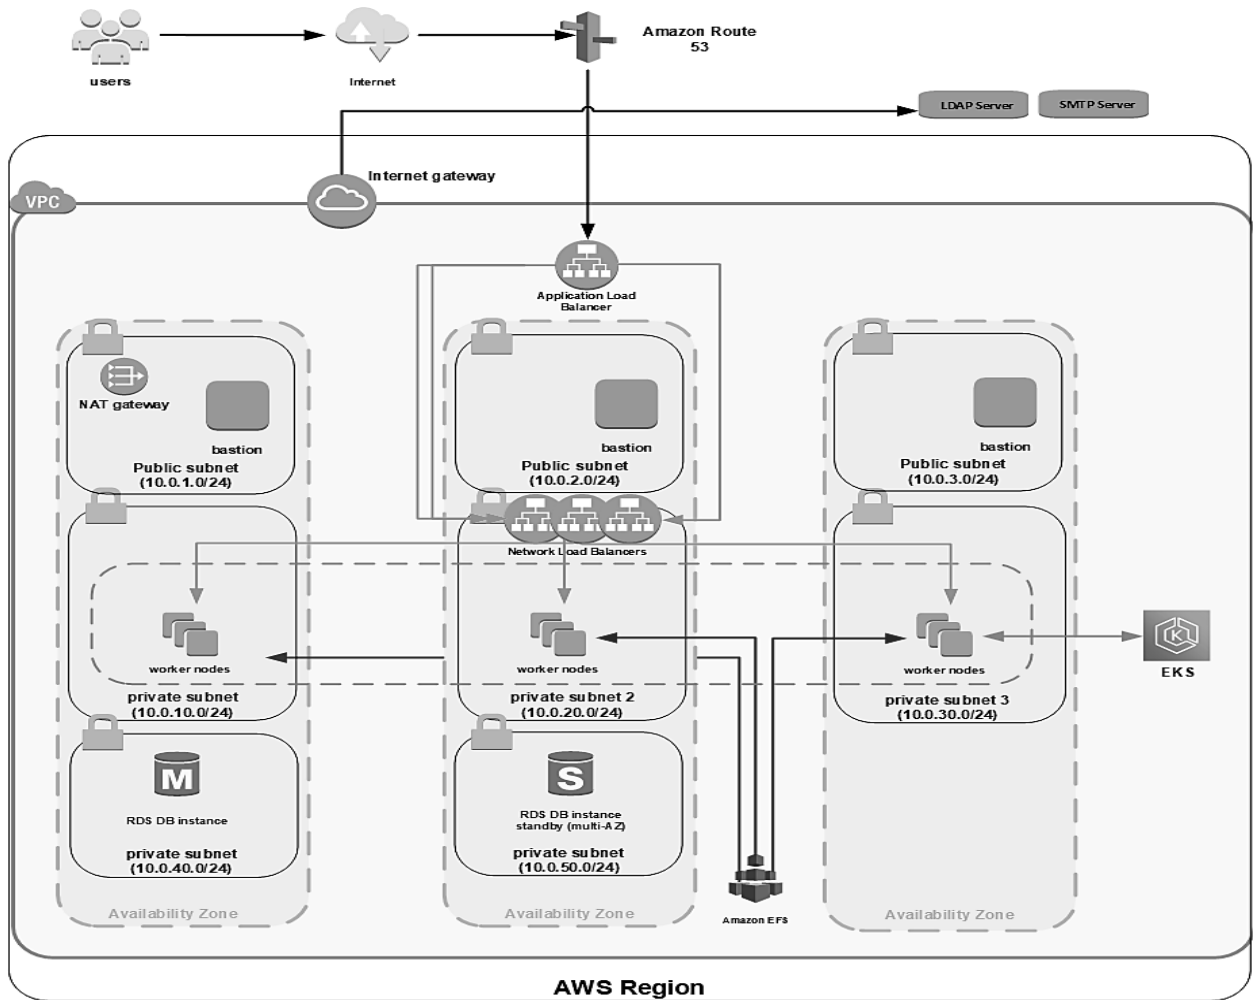 users
Internet
Amazon Route
53
LDAP Server
SMTP Server
Internet gateway
VPC
Application Load
Balancer
NAT gateway
bastion
Public subnet
(10.0.1.0/24)
bastion
Public subnet
(10.0.2.0/24)
bastion
Public subnet
(10.0.3.0/24)
Network Load Balancers
worker nodes
private subnet
(10.0.10.0/24)
worker nodes
private subnet 2
(10.0.20.0/24)
worker nodes
private subnet 3
(10.0.30.0/24)
K
EKS
M
RDS DB instance
private subnet
(10.0.40.0/24)
S
RDS DB instance
standby (multi-AZ)
private subnet
(10.0.50.0/24)
Amazon EFS
Availability Zone
Availability Zone
Availability Zone
AWS Region